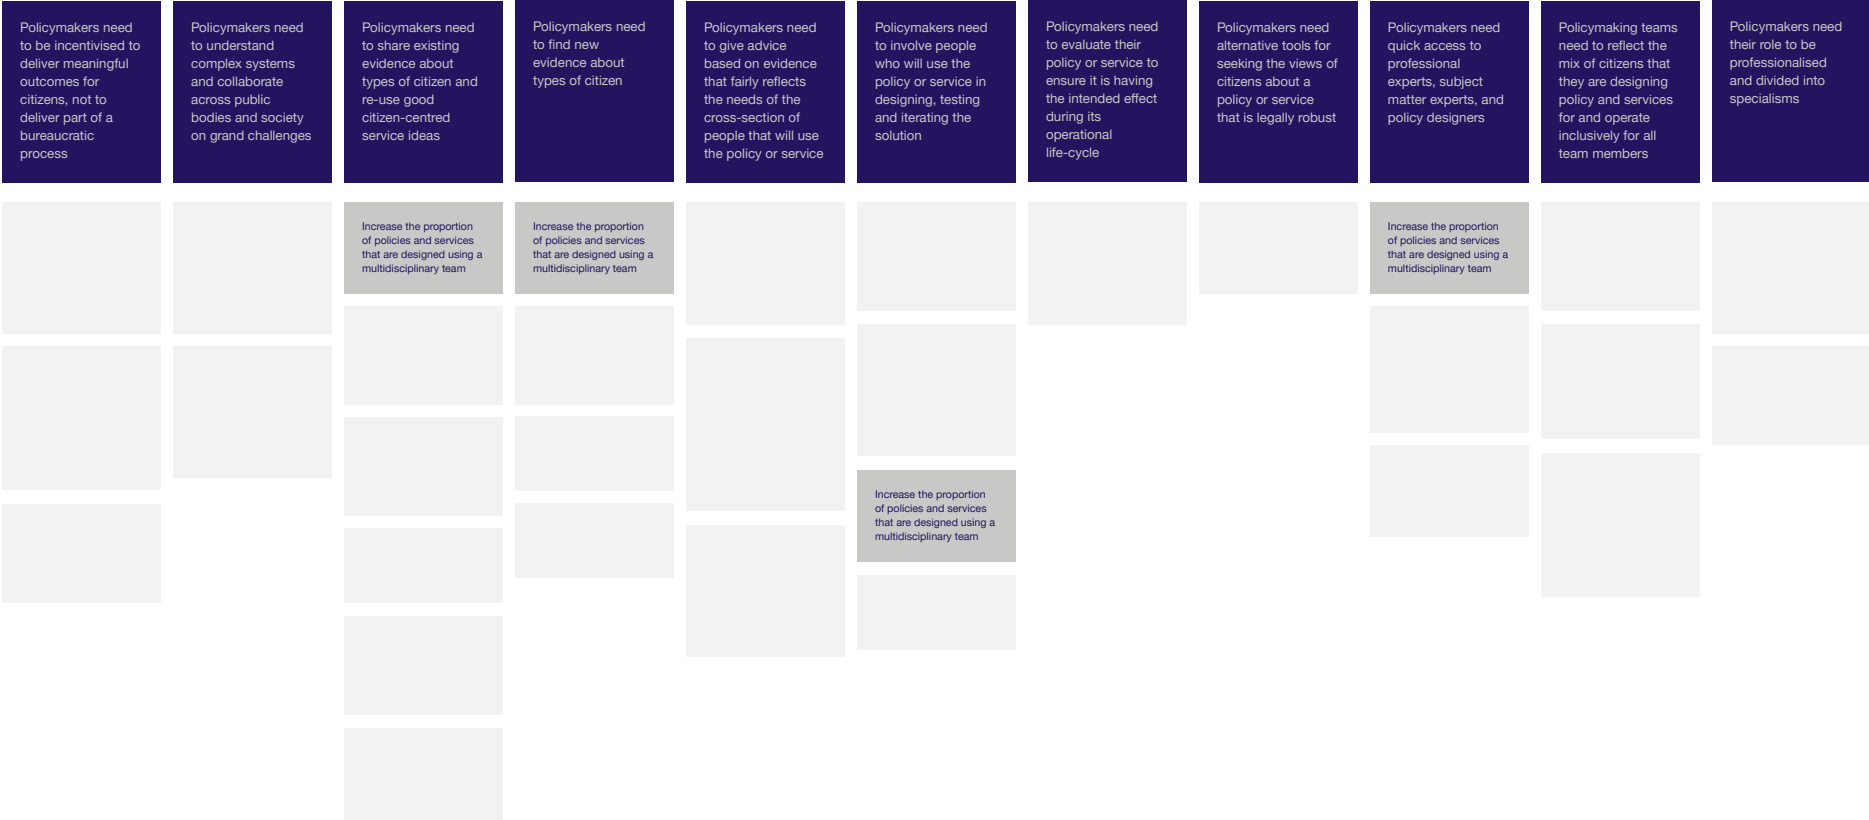 Policymakers need
to be incentivised to
deliver meaningful
outcomes for
citizens, not to
deliver part of a
bureaucratic
process
Policymakers need
to understand
complex systems
and collaborate
across public
bodies and society
on grand challenges
Policymakers need
to share existing
evidence about
types of citizen and
re-use good
citizen-centred
service ideas
Policymakers need
to find new
evidence about
types of citizen
Policymakers need
to give advice
based on evidence
that fairly reflects
the needs of the
cross-section of
people that will use
the policy or service
Policymakers need
to involve people
who will use the
policy or service in
designing, testing
and iterating the
solution
Policymakers need
to evaluate their
policy or service to
ensure it is having
the intended effect
during its
operational
life-cycle
Policymakers need
alternative tools for
seeking the views of
citizens about a
policy or service
that is legally robust
Policymakers need
quick access to
professional
experts, subject
matter experts, and
policy designers
Policymaking teams
need to reflect the
mix of citizens that
they are designing
policy and services
for and operate
inclusively for all
team members
Policymakers need
their role to be
professionalised
and divided into
specialisms
Increase the proportion
of policies and services
that are designed using a
multidisciplinary team
Increase the proportion
of policies and services
that are designed using a
multidisciplinary team
Increase the proportion
of policies and services
that are designed using a
multidisciplinary team
Increase the proportion
of policies and services
that are designed using a
multidisciplinary team